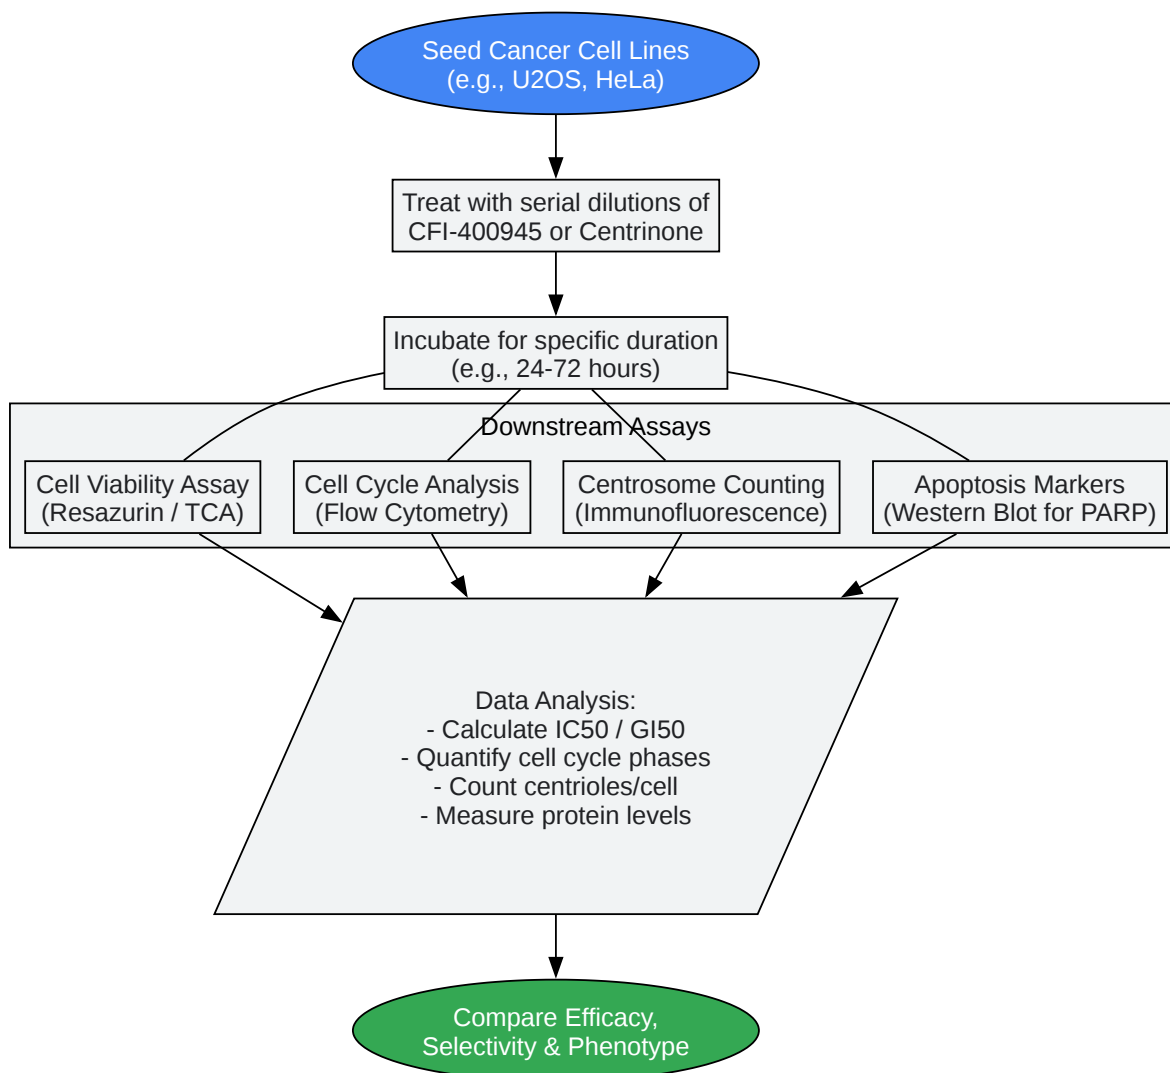 Seed Cancer Cell Lines
(e.g., U2OS, HeLa)
Treat with serial dilutions of
CFI-400945 or Centrinone
Incubate for specific duration
(e.g., 24-72 hours)
Downstream Assays
Cell Viability Assay
(Resazurin / TCA)
Cell Cycle Analysis
(Flow Cytometry)
Centrosome Counting
(Immunofluorescence)
Apoptosis Markers
(Western Blot for PARP)
Data Analysis:
- Calculate IC50 / GI50
- Quantify cell cycle phases
- Count centrioles/cell
- Measure protein levels
Compare Efficacy,
Selectivity & Phenotype